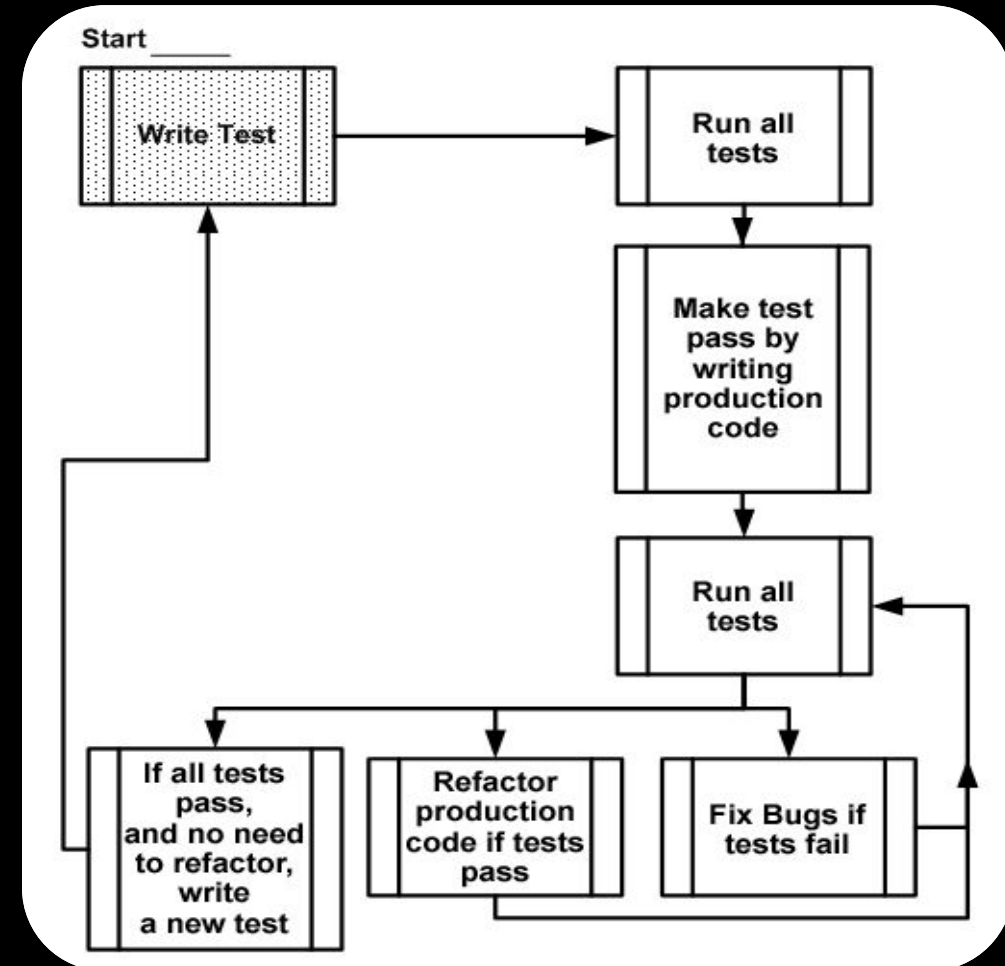 Start
Write Test
Run all
tests
Make test
pass by
writing
production
code
Run all
tests
If all tests
pass,
and no need
to refactor,
write
a new test
Refactor
production
code if tests
pass
Fix Bugs if
tests fail